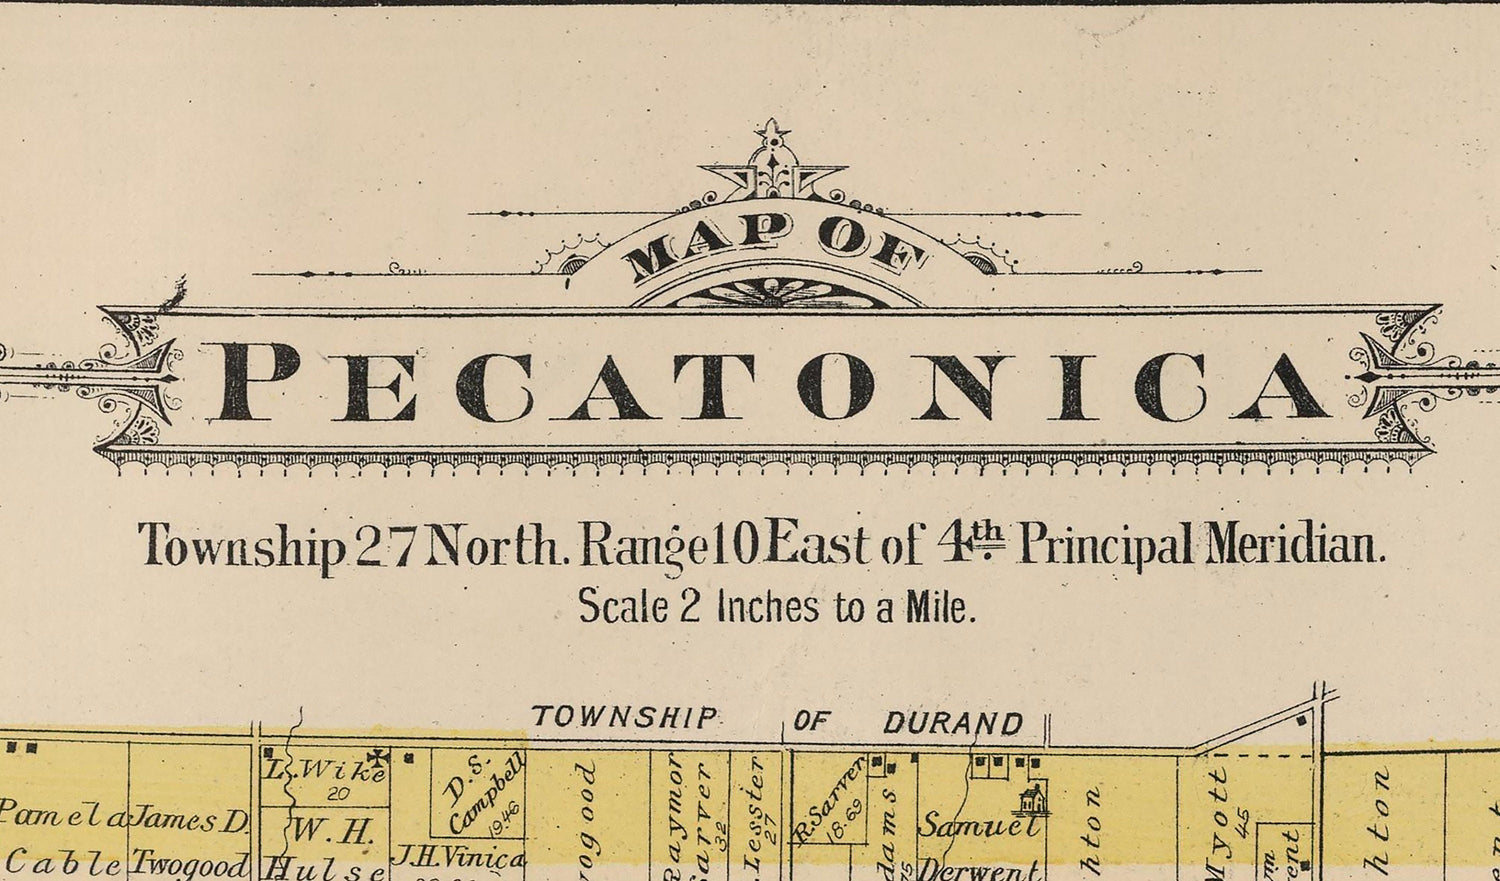 MAP OF
PECATONICA
Township 27 North. Range 10 East of 4th Principal Meridian.
Scale 2 Inches to a Mile.
TOWNSHIP OF DURAND
L. Wike
20
D. S.
Campbell
19.46
Pamela
Cable
James D.
Twogood
W. H.
Hulse
J. H. Vinica
Raymor
Sarver
32
Lesster
27
R. Sarver
18.69
Samuel
Derwent
Myott
45